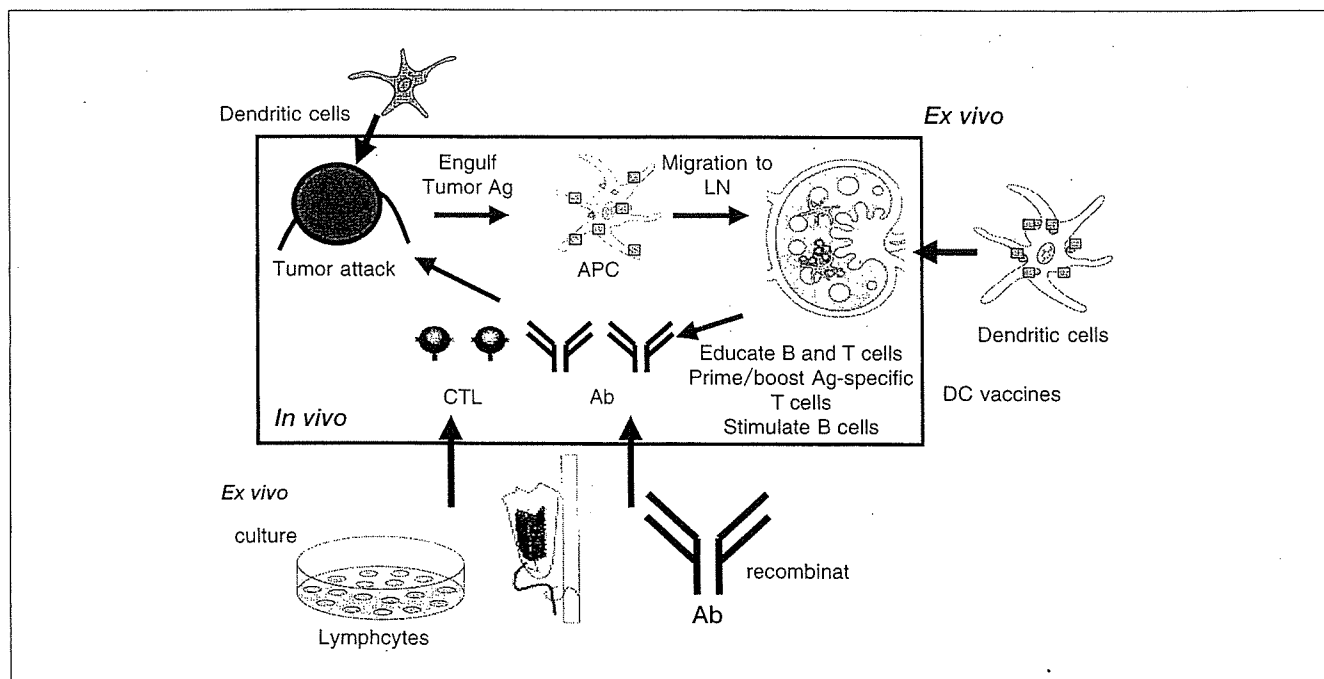 Dendritic cells
Ex vivo
Engulf
Tumor Ag
Migration to
LN
Tumor attack
APC
Dendritic cells
Educate B and T cells
Prime/boost Ag-specific
T cells
Stimulate B cells
DC vaccines
CTL
Ab
In vivo
Ex vivo
culture
recombinat
Ab
Lymphcytes